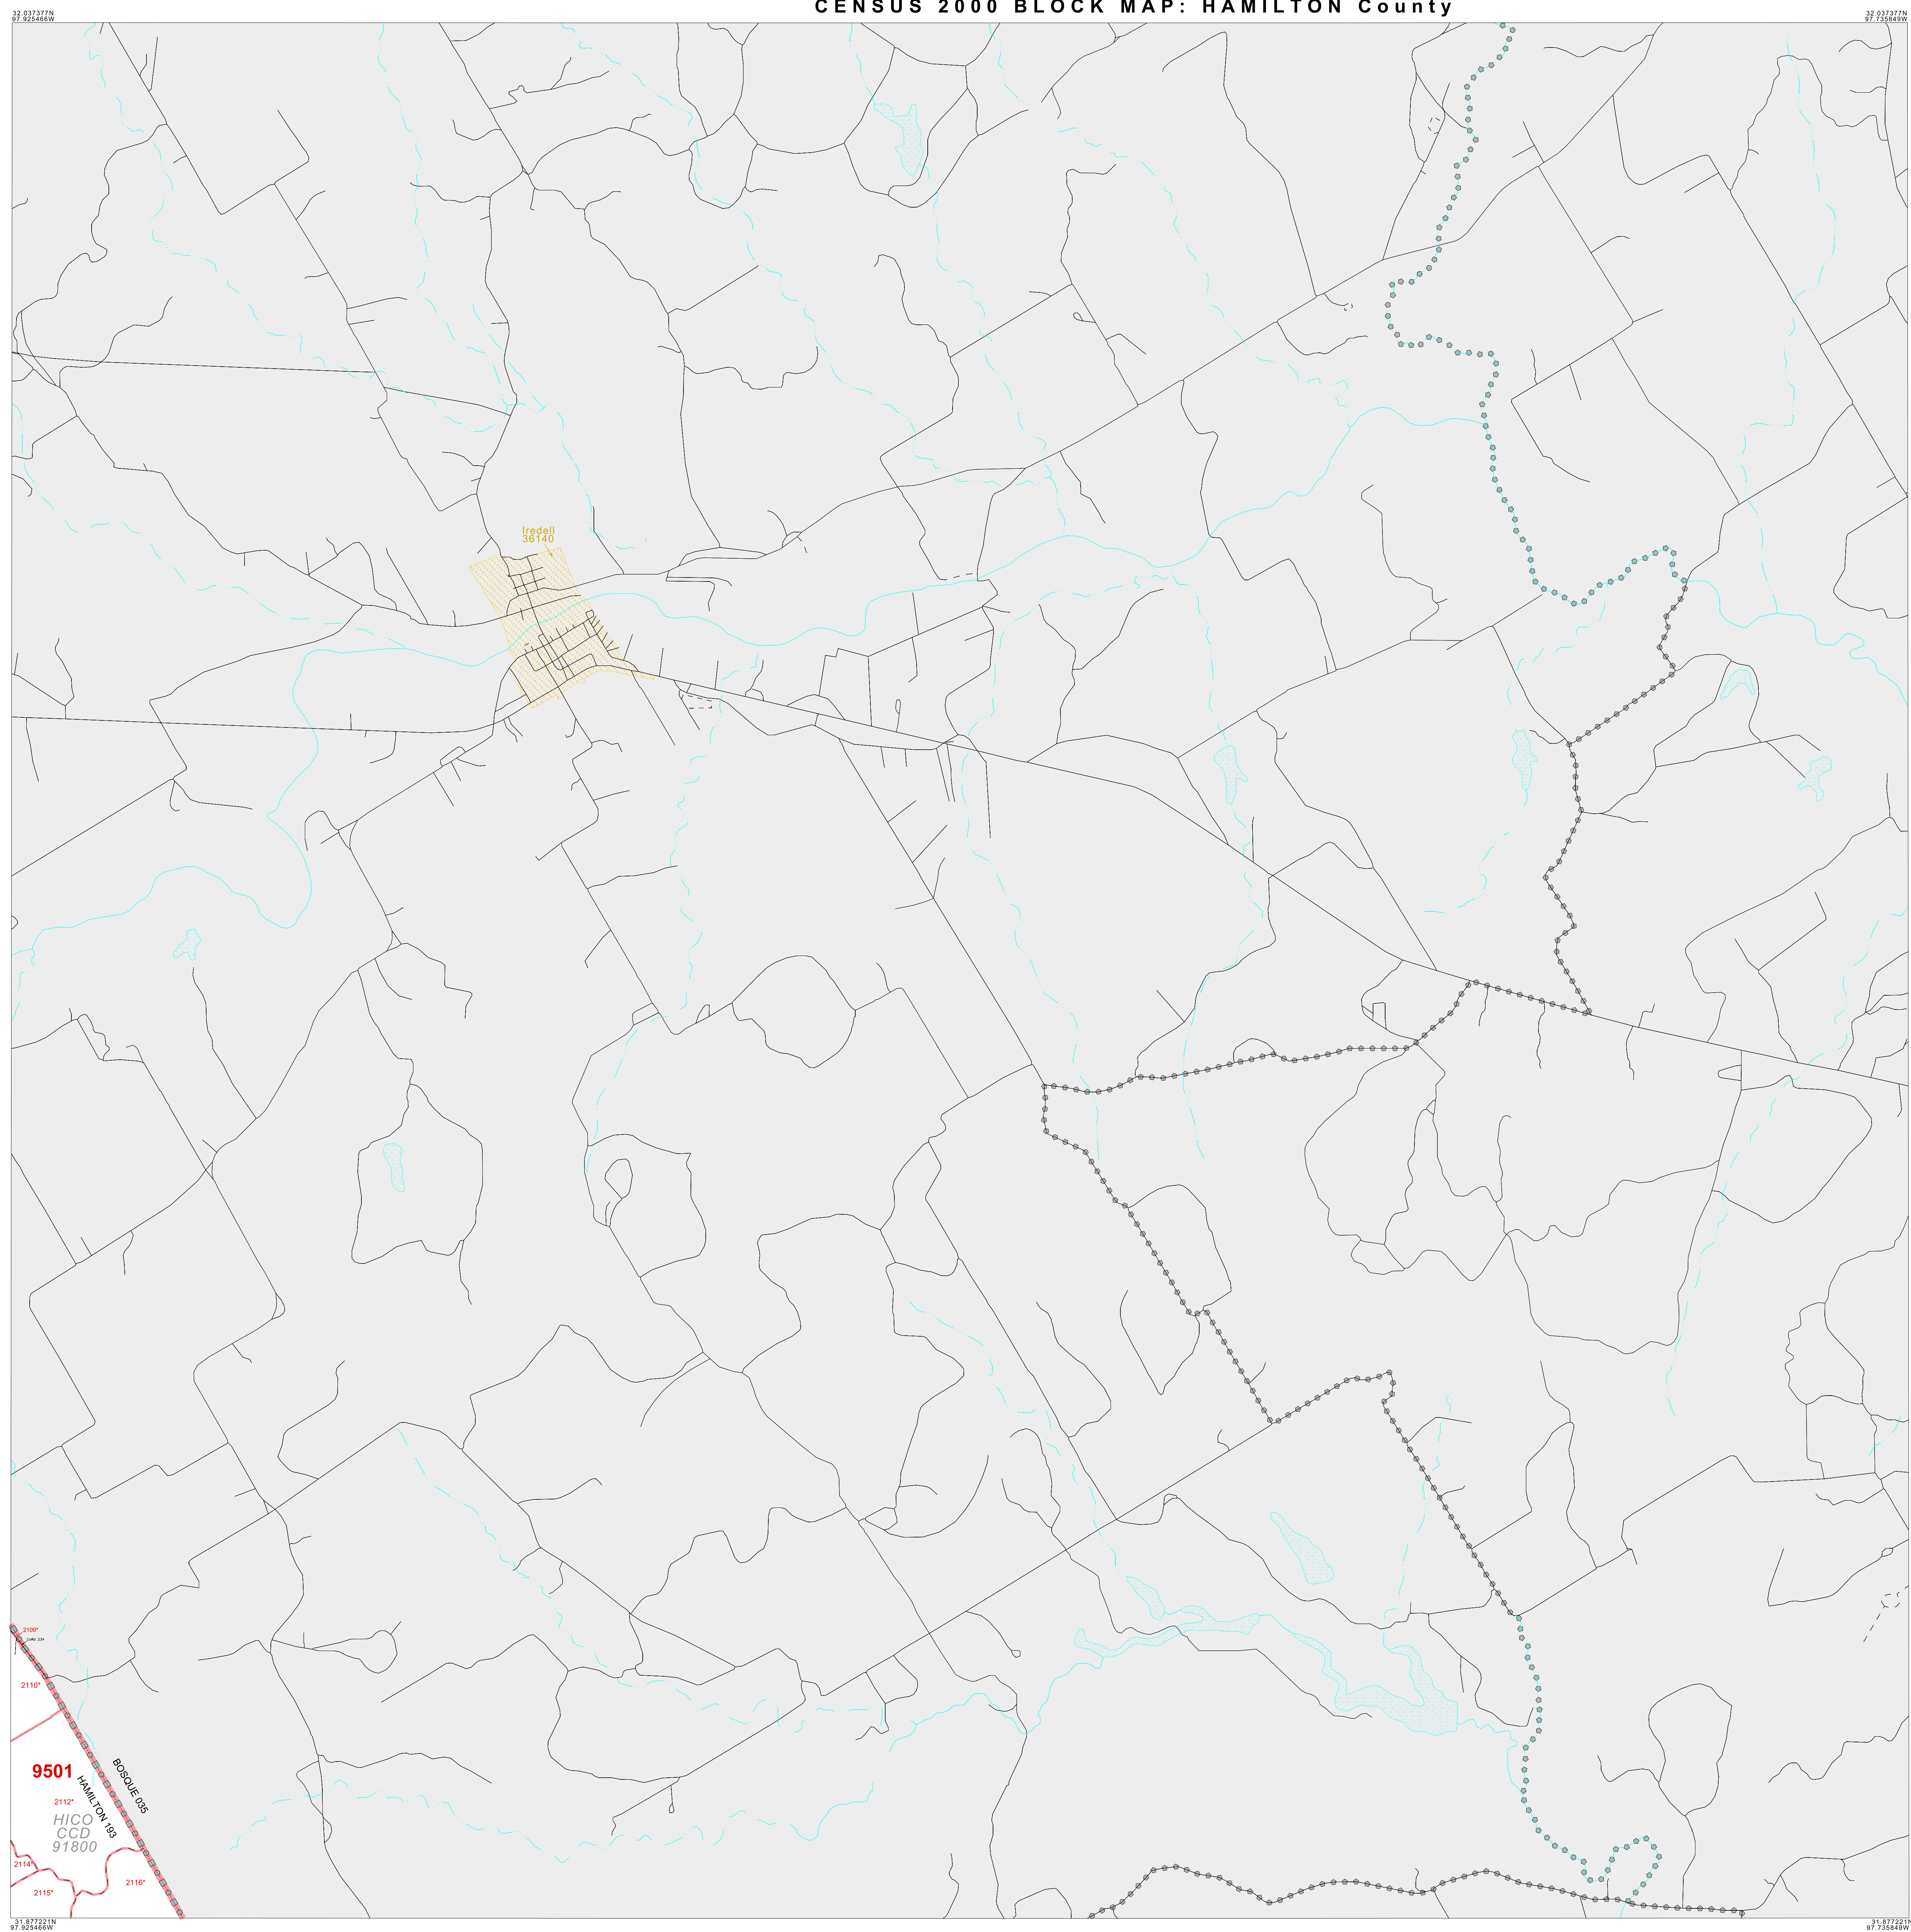 CENSUS 2000 BLOCK MAP: HAMILTON County
32.037377N
97.925466W
32.037377N
97.735849W
Iredell
36140
2109*
CoRd 234
2110*
9501
BOSQUE 035
HAMILTON 193
2112*
HICO
CCD
91800
2114*
2115*
2116*
31.877221N
97.925466W
31.877221N
97.735849W